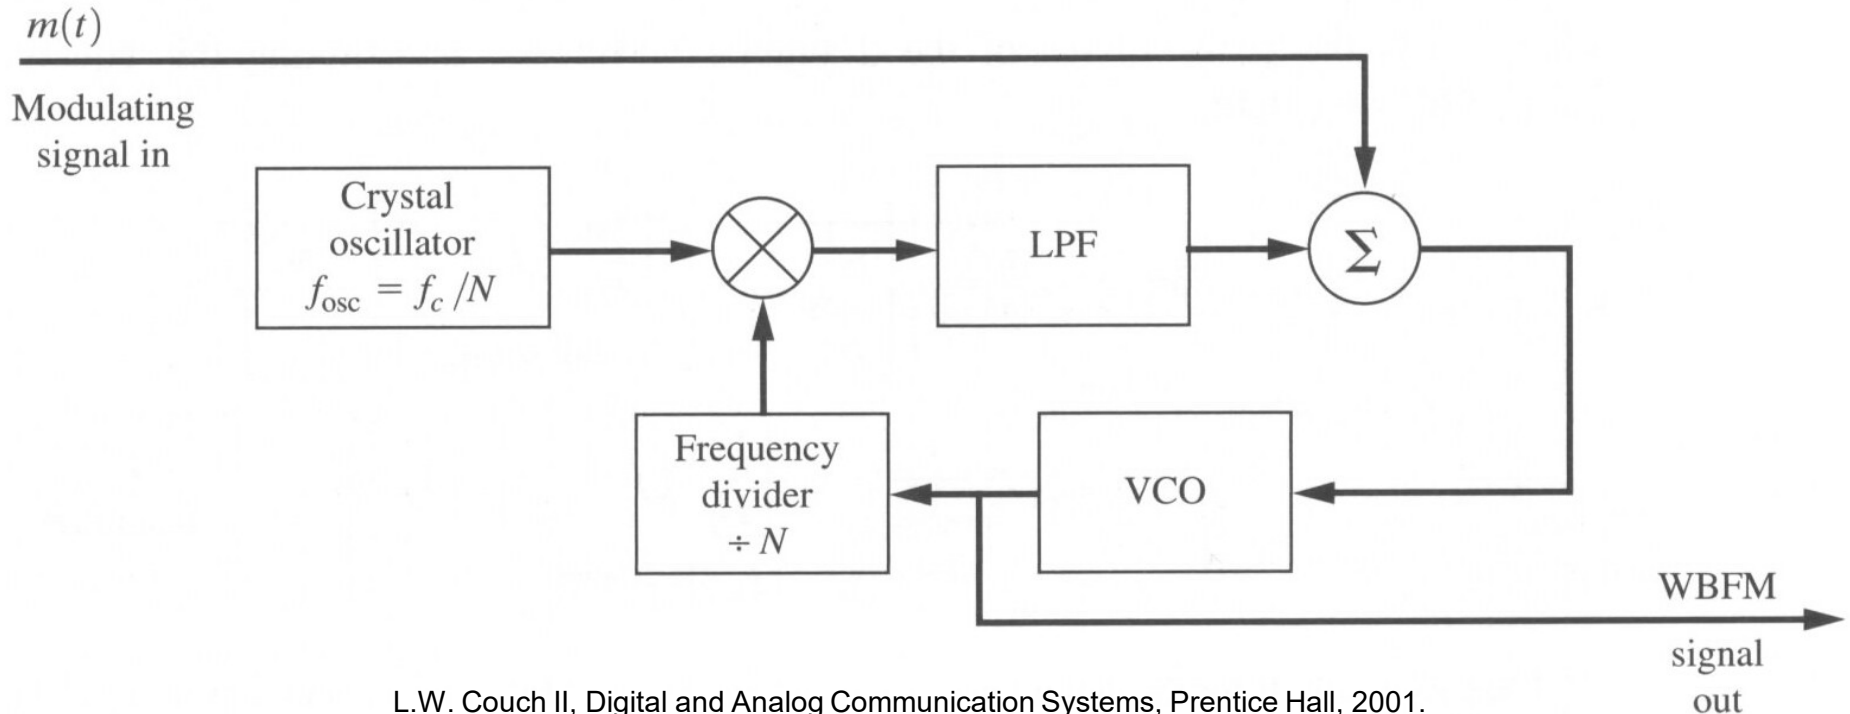 m(t)
Modulating
signal in
Crystal
oscillator
f_osc = f_c /N
LPF
Σ
Frequency
divider
÷ N
VCO
WBFM
signal
out
L.W. Couch II, Digital and Analog Communication Systems, Prentice Hall, 2001.